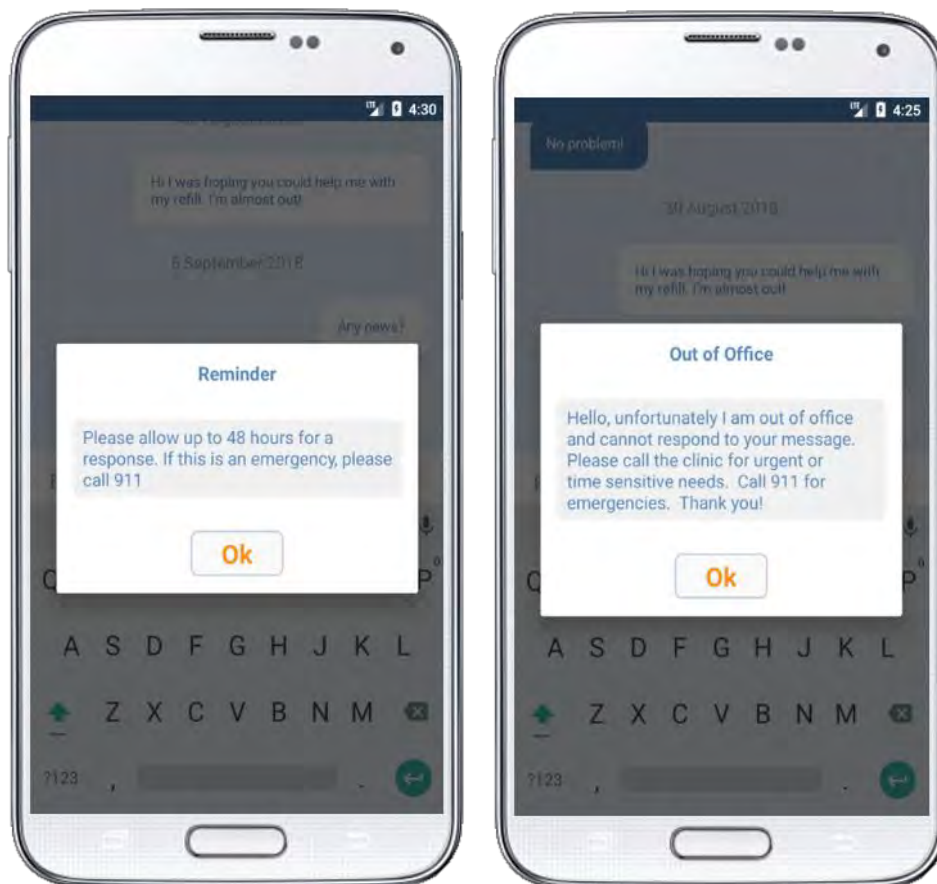 4:30
Hi I was hoping you could help me with
my refill. I'm almost out!
5 September 2018
Any news?
Reminder
Please allow up to 48 hours for a
response. If this is an emergency, please
call 911
Ok
P
A S D F G H J K L
Z X C V B N M
?123 , .
4:25
No problem!
30 August 2018
Hi I was hoping you could help me with
my refill. I'm almost out!
Out of Office
Hello, unfortunately I am out of office
and cannot respond to your message.
Please call the clinic for urgent or
time sensitive needs. Call 911 for
emergencies. Thank you!
Ok
P
A S D F G H J K L
Z X C V B N M
?123 , .